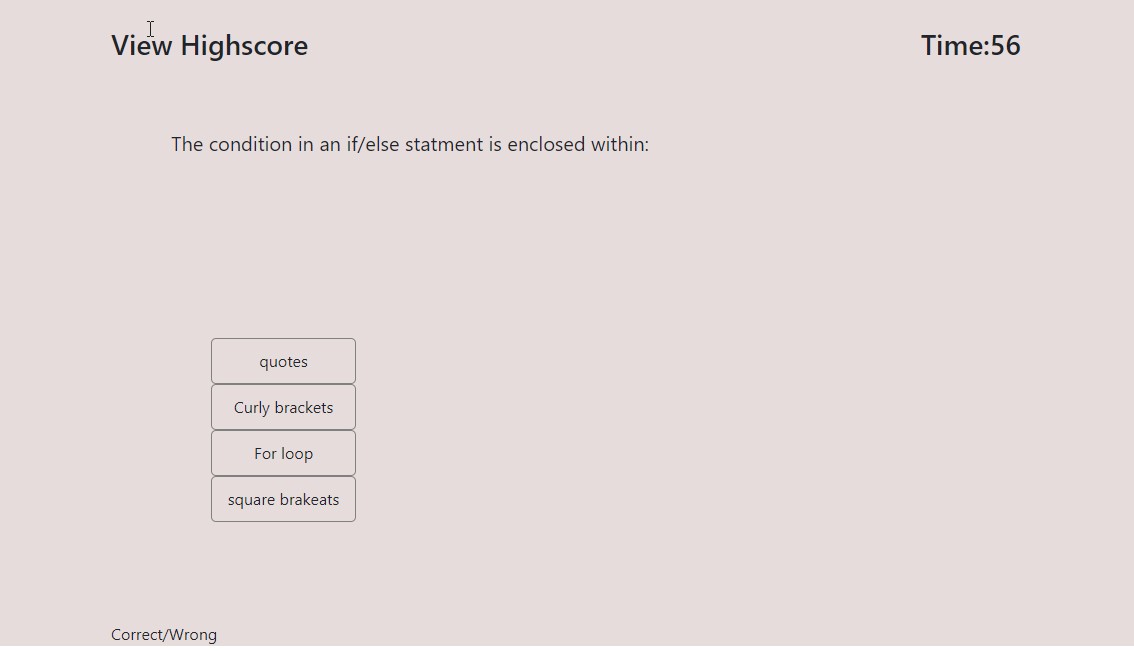 View Highscore
Time:56
The condition in an if/else statment is enclosed within:
quotes
Curly brackets
For loop
square brakeats
Correct/Wrong